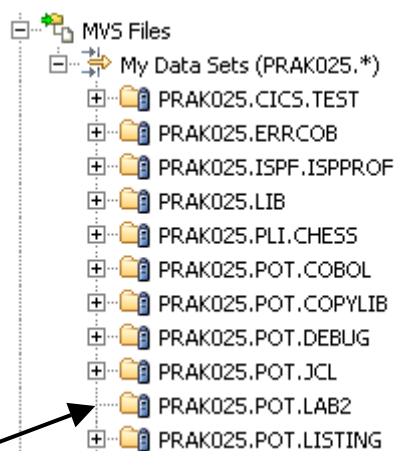 MVS Files
My Data Sets (PRAK025.*)
PRAK025.CICS.TEST
PRAK025.ERRCOB
PRAK025.ISPF.ISPPROF
PRAK025.LIB
PRAK025.PLI.CHESS
PRAK025.POT.COBOL
PRAK025.POT.COPYLIB
PRAK025.POT.DEBUG
PRAK025.POT.JCL
PRAK025.POT.LAB2
PRAK025.POT.LISTING